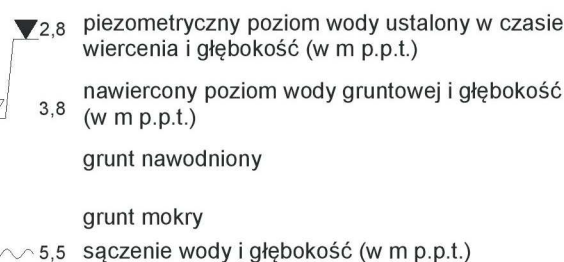 2,8 piezometryczny poziom wody ustalony w czasie
wiercenia i głębokość (w m p.p.t.)
nawiercony poziom wody gruntowej i głębokość
3,8 (w m p.p.t.)
grunt nawodniony
grunt mokry
5,5 sączenie wody i głębokość (w m p.p.t.)